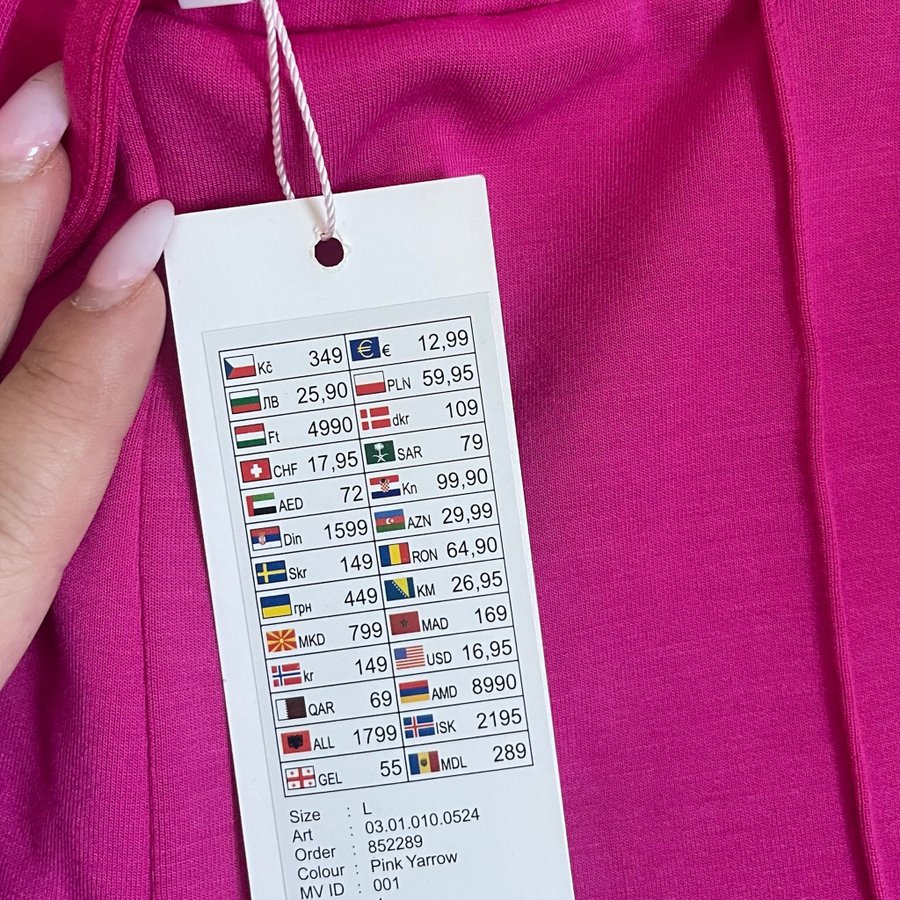 Kč 349 € € 12,99
ЛВ 25,90 PLN 59,95
Ft 4990 dkr 109
CHF 17,95 SAR 79
AED 72 Kn 99,90
Din 1599 AZN 29,99
Skr 149 RON 64,90
грн 449 KM 26,95
MKD 799 MAD 169
kr 149 USD 16,95
QAR 69 AMD 8990
ALL 1799 ISK 2195
GEL 55 MDL 289
Size : L
Art : 03.01.010.0524
Order : 852289
Colour : Pink Yarrow
MV ID : 001